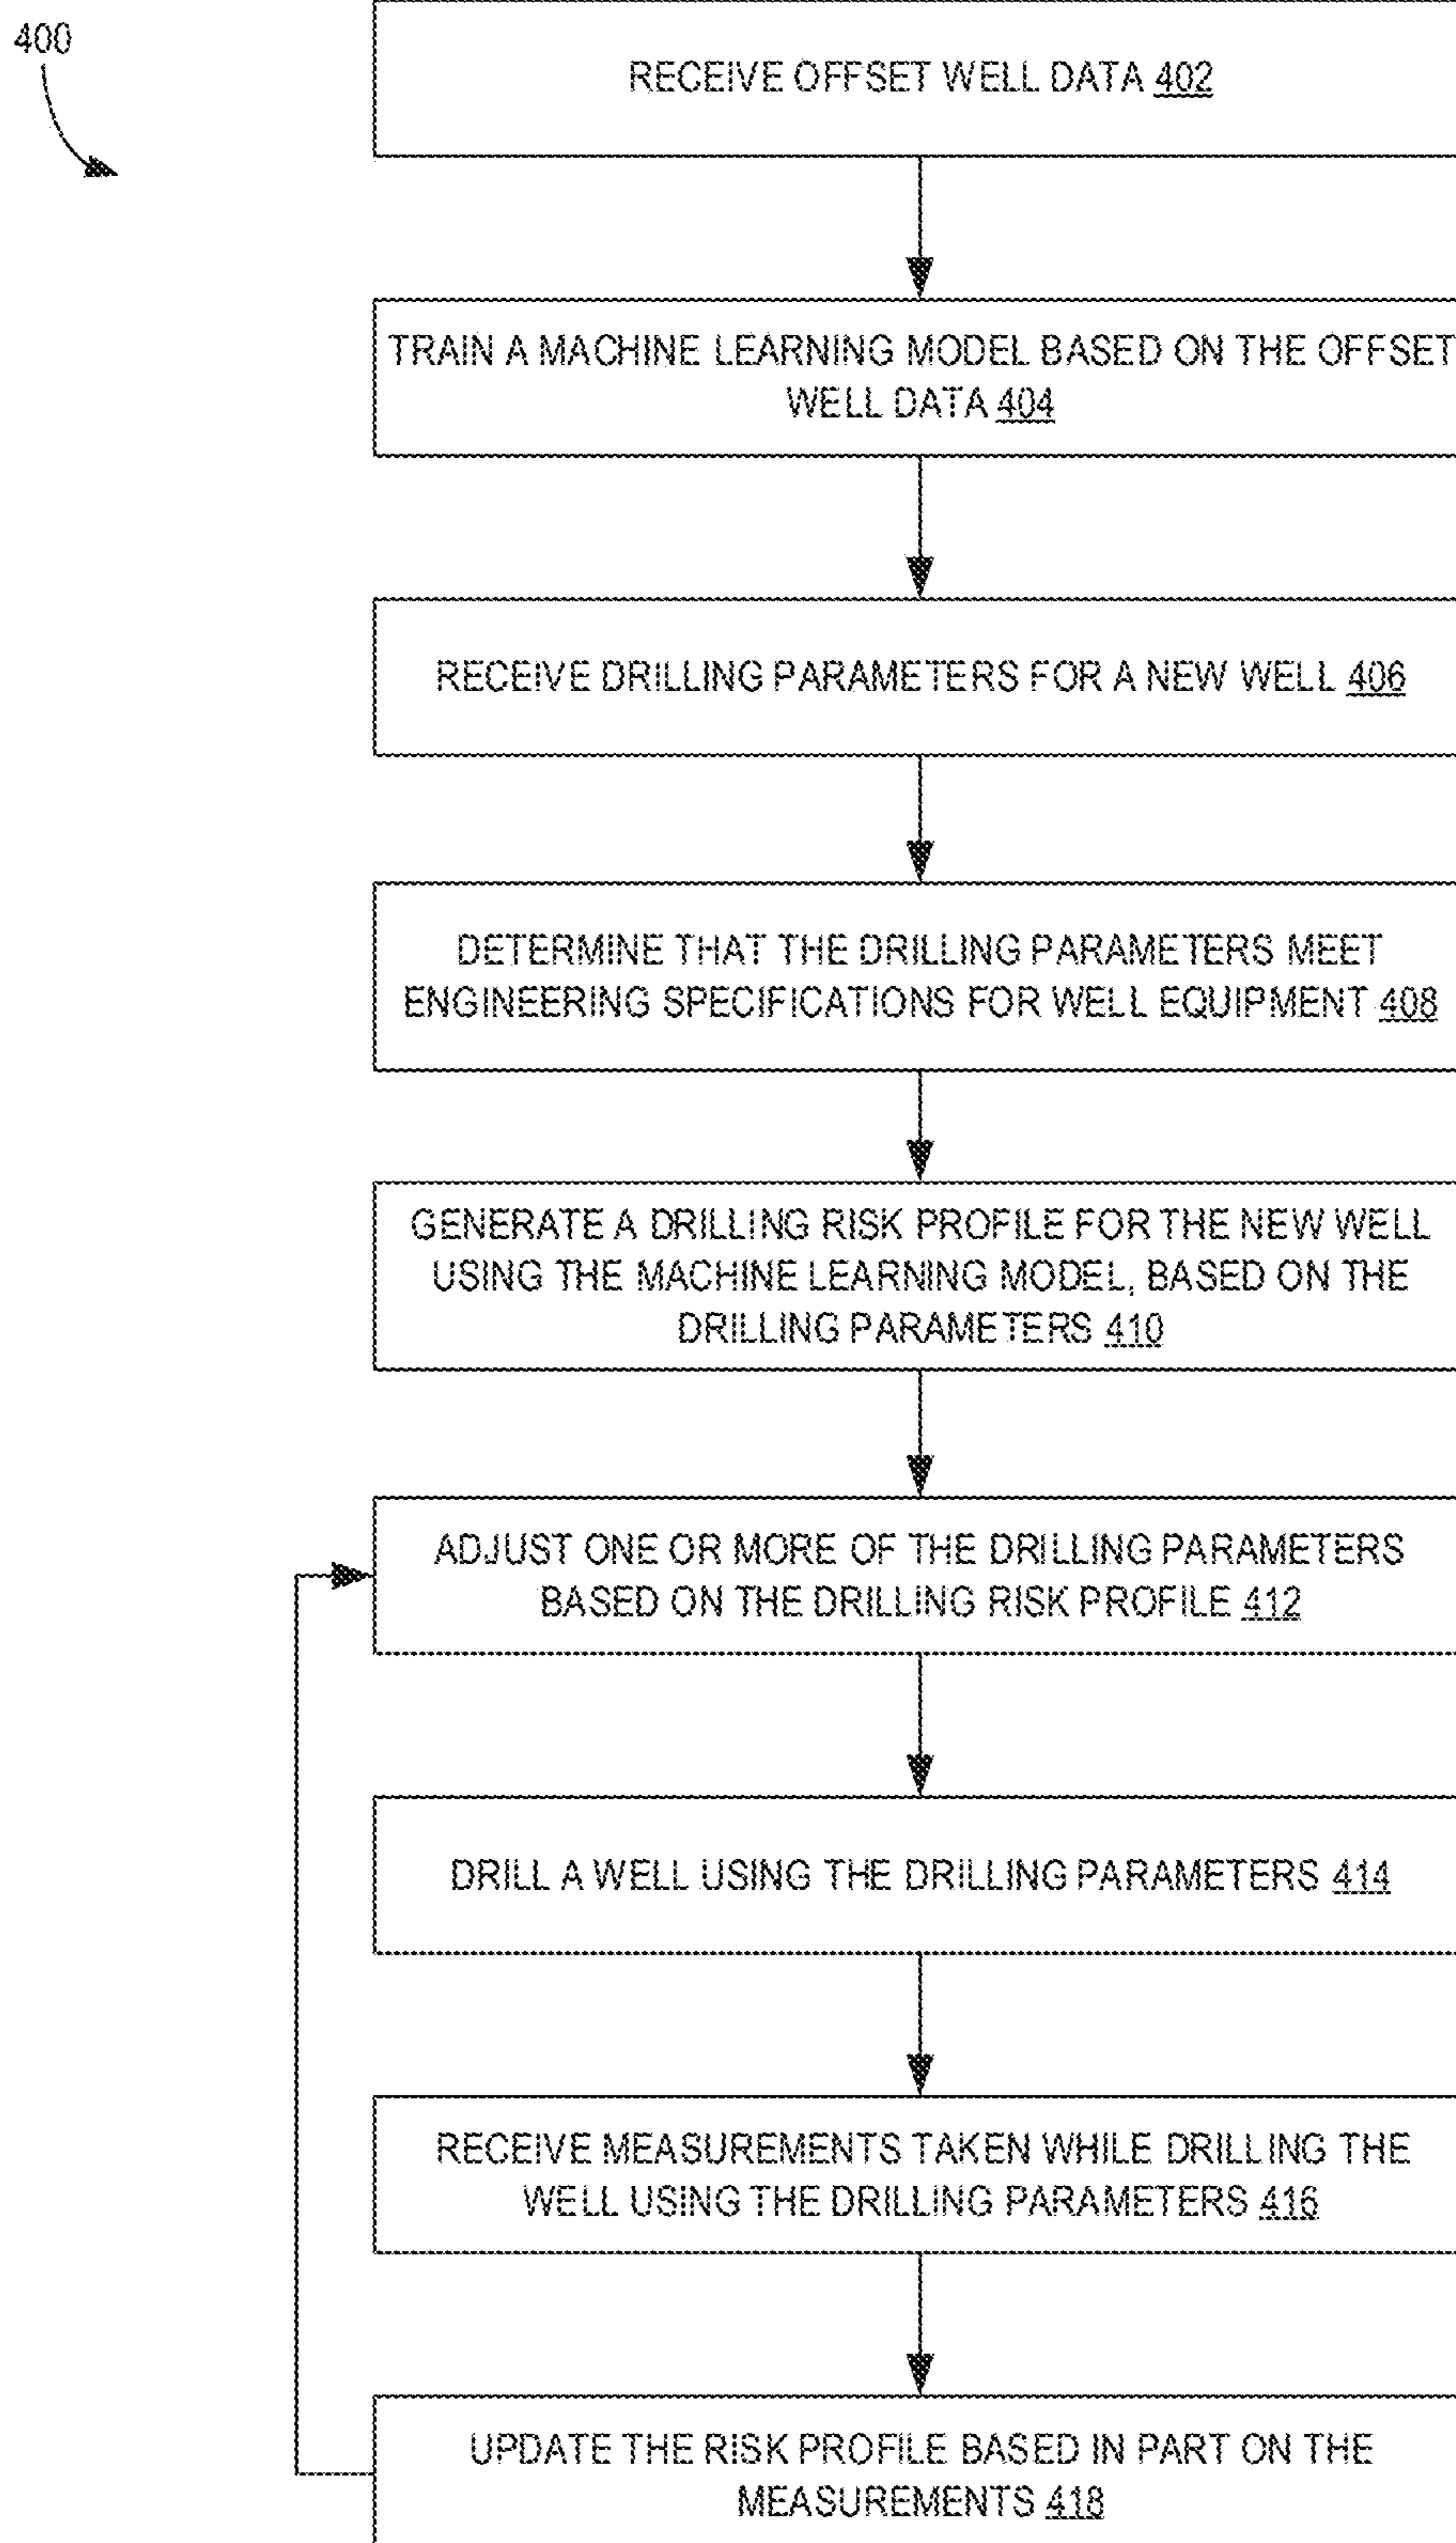 400
RECEIVE OFFSET WELL DATA 402
TRAIN A MACHINE LEARNING MODEL BASED ON THE OFFSET
WELL DATA 404
RECEIVE DRILLING PARAMETERS FOR A NEW WELL 406
DETERMINE THAT THE DRILLING PARAMETERS MEET
ENGINEERING SPECIFICATIONS FOR WELL EQUIPMENT 408
GENERATE A DRILLING RISK PROFILE FOR THE NEW WELL
USING THE MACHINE LEARNING MODEL, BASED ON THE
DRILLING PARAMETERS 410
ADJUST ONE OR MORE OF THE DRILLING PARAMETERS
BASED ON THE DRILLING RISK PROFILE 412
DRILL A WELL USING THE DRILLING PARAMETERS 414
RECEIVE MEASUREMENTS TAKEN WHILE DRILLING THE
WELL USING THE DRILLING PARAMETERS 416
UPDATE THE RISK PROFILE BASED IN PART ON THE
MEASUREMENTS 418